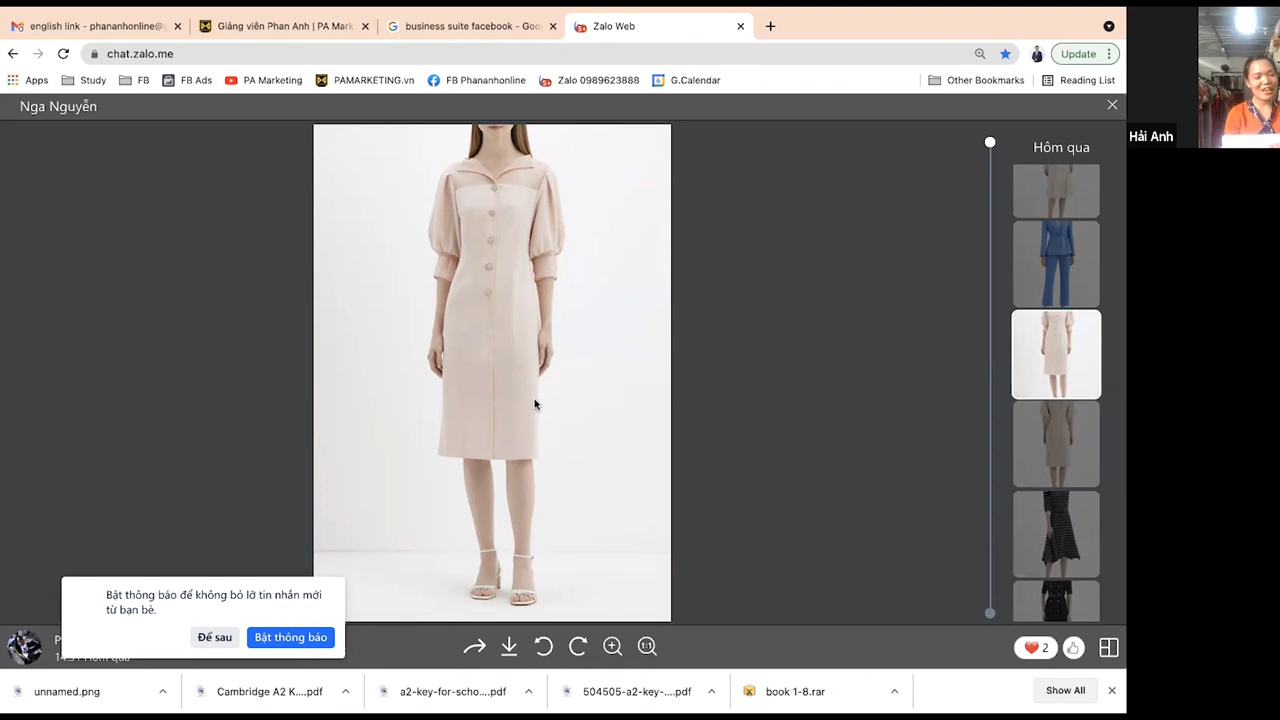 english link - phananhonline@g
Giảng viên Phan Anh | PA Mark
business suite facebook - Goo
Zalo Web
chat.zalo.me
Update
Apps
Study
FB
FB Ads
PA Marketing
PAMARKETING.vn
FB Phananhonline
Zalo 0989623888
G.Calendar
Other Bookmarks
Reading List
Nga Nguyễn
Hải Anh
Hôm qua
Bật thông báo để không bỏ lỡ tin nhắn mới
từ bạn bè.
Để sau
Bật thông báo
1:1
2
unnamed.png
Cambridge A2 K....pdf
a2-key-for-scho....pdf
504505-a2-key-....pdf
book 1-8.rar
Show All